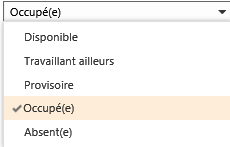 Occupé(e)
Disponible
Travaillant ailleurs
Provisoire
Occupé(e)
Absent(e)